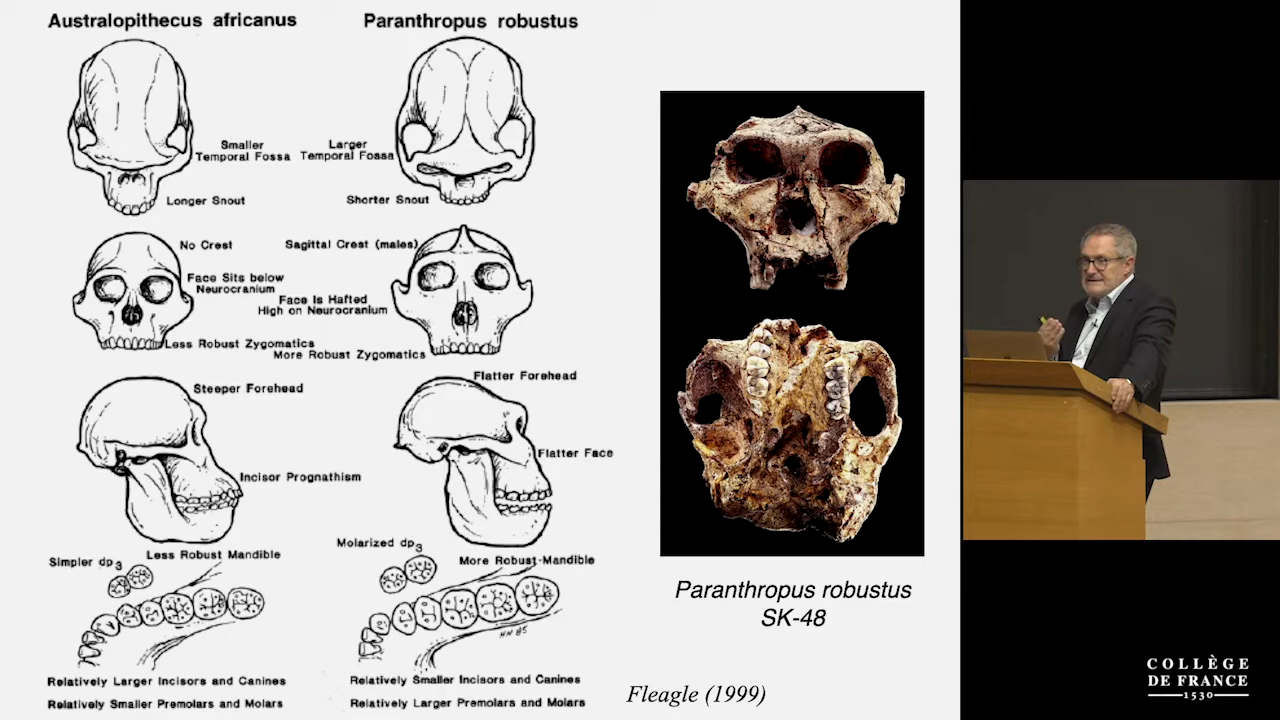 Australopithecus africanus
Paranthropus robustus
Smaller
Temporal Fossa
Larger
Temporal Fossa
Longer Snout
Shorter Snout
No Crest
Sagittal Crest (males)
Face Sits below
Neurocranium
Face Is Hafted
High on Neurocranium
Less Robust Zygomatics
More Robust Zygomatics
Steeper Forehead
Flatter Forehead
Flatter Face
Incisor Prognathism
Simpler dp3
Less Robust Mandible
Molarized dp3
More Robust-Mandible
HN 85
Relatively Larger Incisors and Canines
Relatively Smaller Premolars and Molars
Relatively Smaller Incisors and Canines
Relatively Larger Premolars and Molars
Fleagle (1999)
Paranthropus robustus
SK-48
COLLÈGE
DE FRANCE
1530